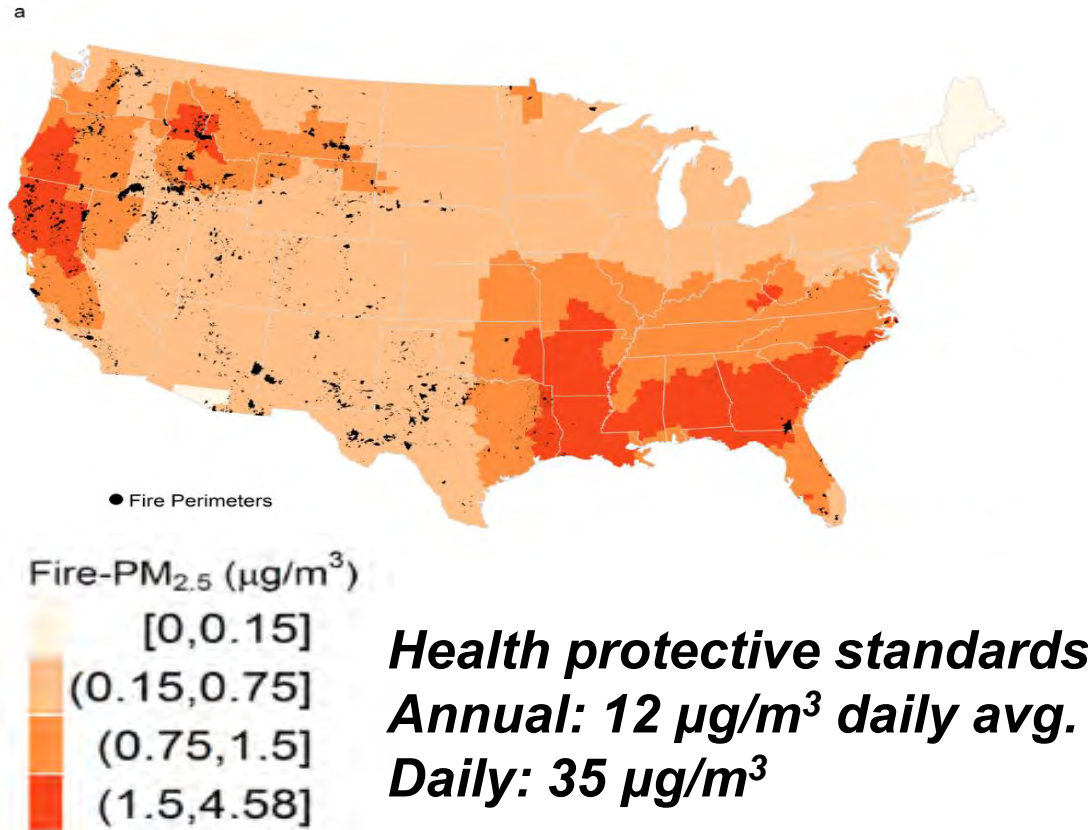 a
Fire Perimeters
Fire-PM2.5 (μg/m³)
[0,0.15]
(0.15,0.75]
(0.75,1.5]
(1.5,4.58]
Health protective standards
Annual: 12 μg/m³ daily avg.
Daily: 35 μg/m³